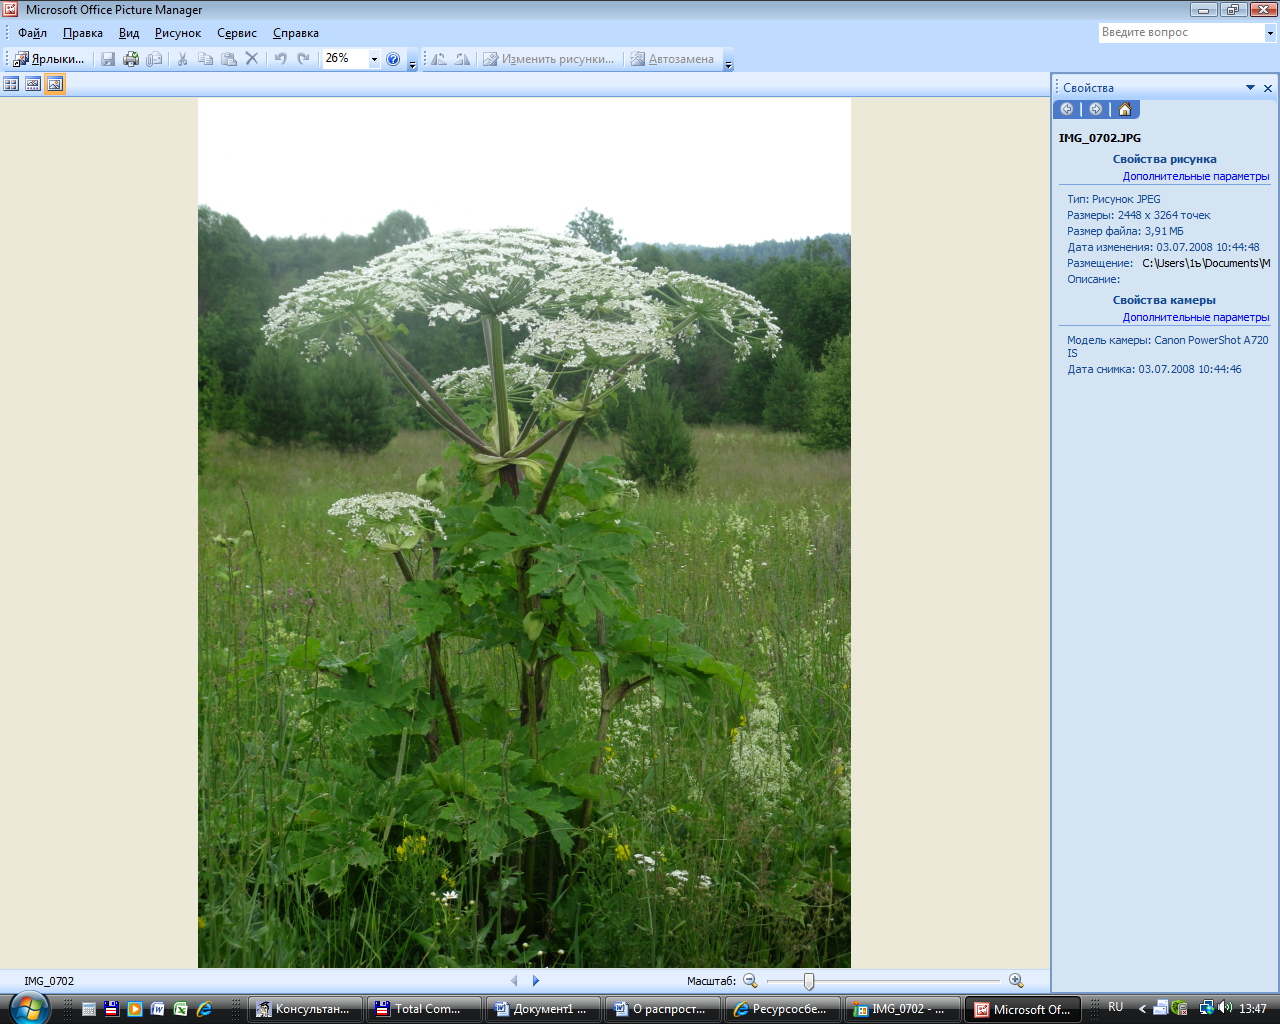 Microsoft Office Picture Manager
Файл Правка Вид Рисунок Сервис Справка
Введите вопрос
Ярлыки...
26%
Изменить рисунки...
Автозамена
Свойства
IMG_0702.JPG
Свойства рисунка
Дополнительные параметры
Тип: Рисунок JPEG
Размеры: 2448 x 3264 точек
Размер файла: 3,91 МБ
Дата изменения: 03.07.2008 10:44:48
Размещение: C:\Users\1ъ\Documents\M
Описание:
Свойства камеры
Дополнительные параметры
Модель камеры: Canon PowerShot A720
IS
Дата снимка: 03.07.2008 10:44:46
IMG_0702
Масштаб:
Консультан...
Total Com...
Документ1 ...
О распрост...
Ресурсосбе...
IMG_0702 - ...
Microsoft Of...
RU
13:47